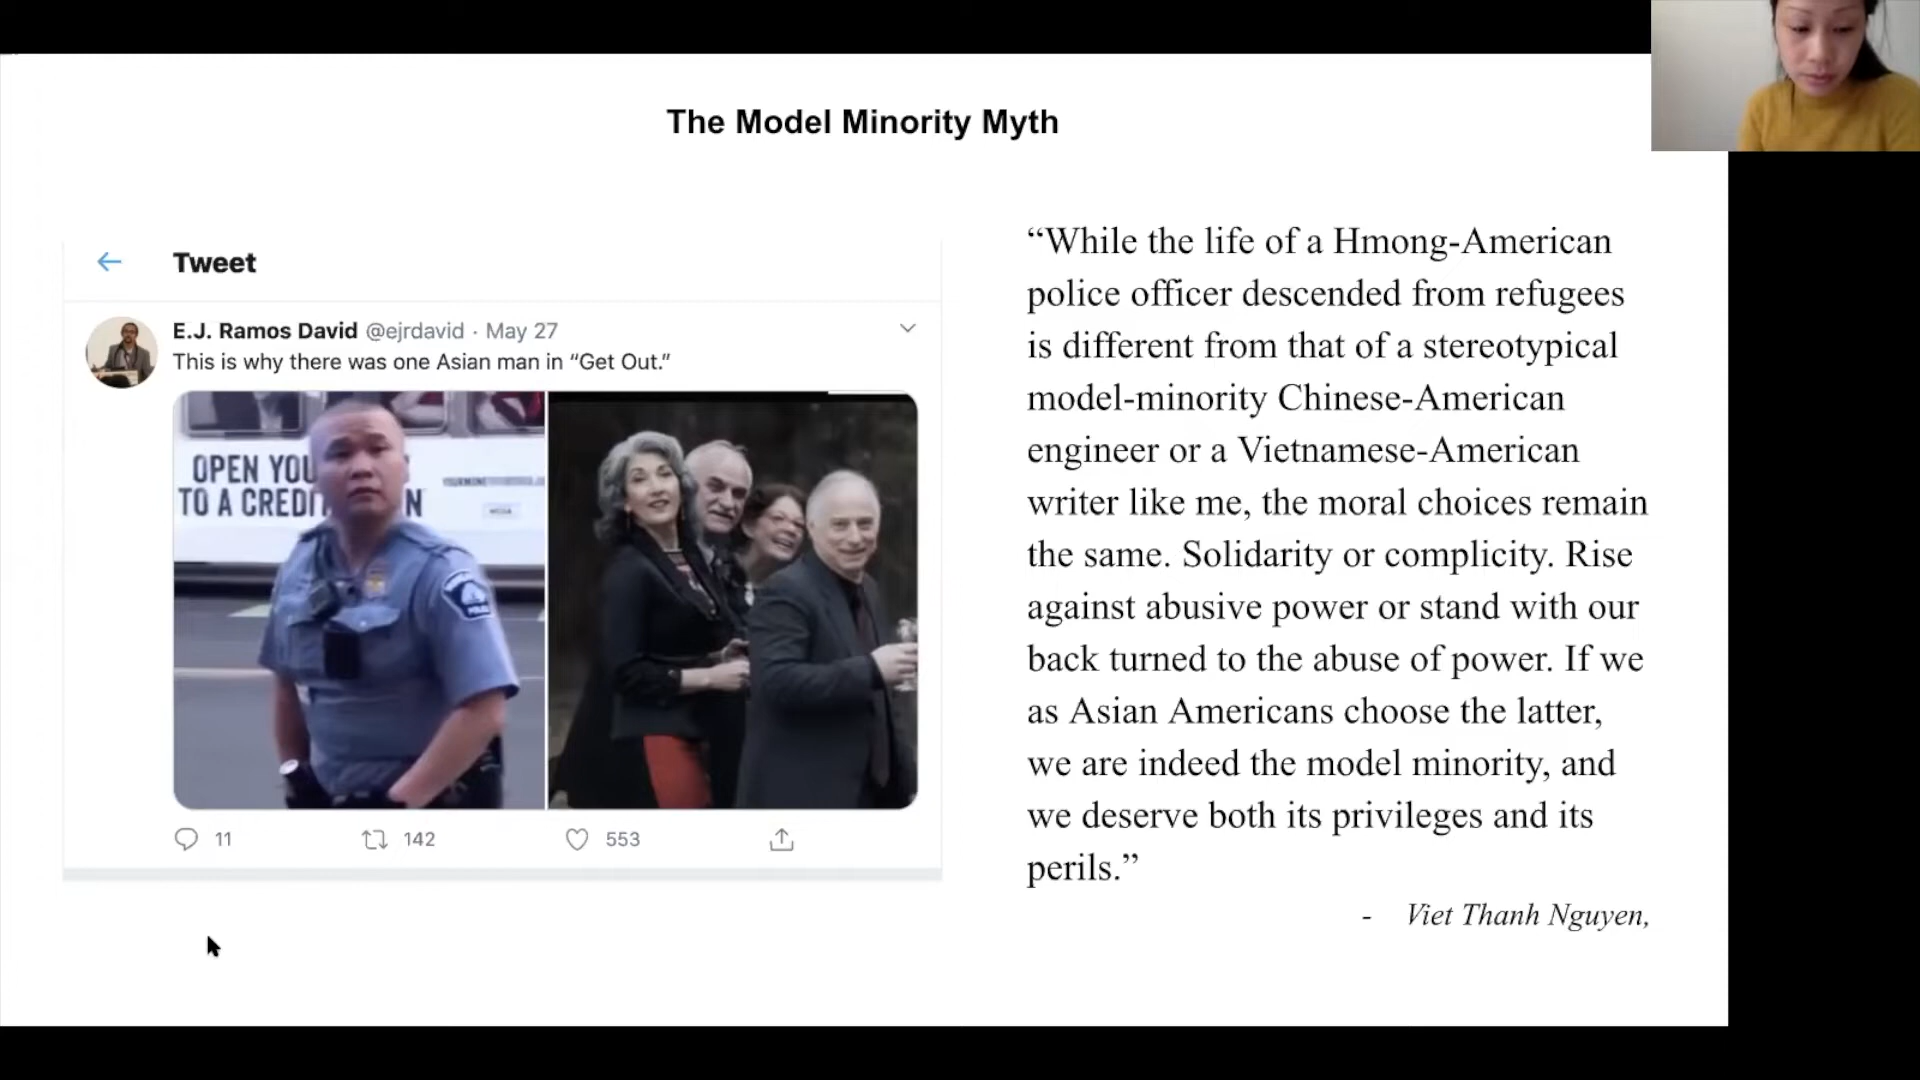 The Model Minority Myth
Tweet
E.J. Ramos David @ejrdavid · May 27
This is why there was one Asian man in “Get Out.”
OPEN YOU
TO A CREDI N
11 142 553
“While the life of a Hmong-American
police officer descended from refugees
is different from that of a stereotypical
model-minority Chinese-American
engineer or a Vietnamese-American
writer like me, the moral choices remain
the same. Solidarity or complicity. Rise
against abusive power or stand with our
back turned to the abuse of power. If we
as Asian Americans choose the latter,
we are indeed the model minority, and
we deserve both its privileges and its
perils.”
- Viet Thanh Nguyen,